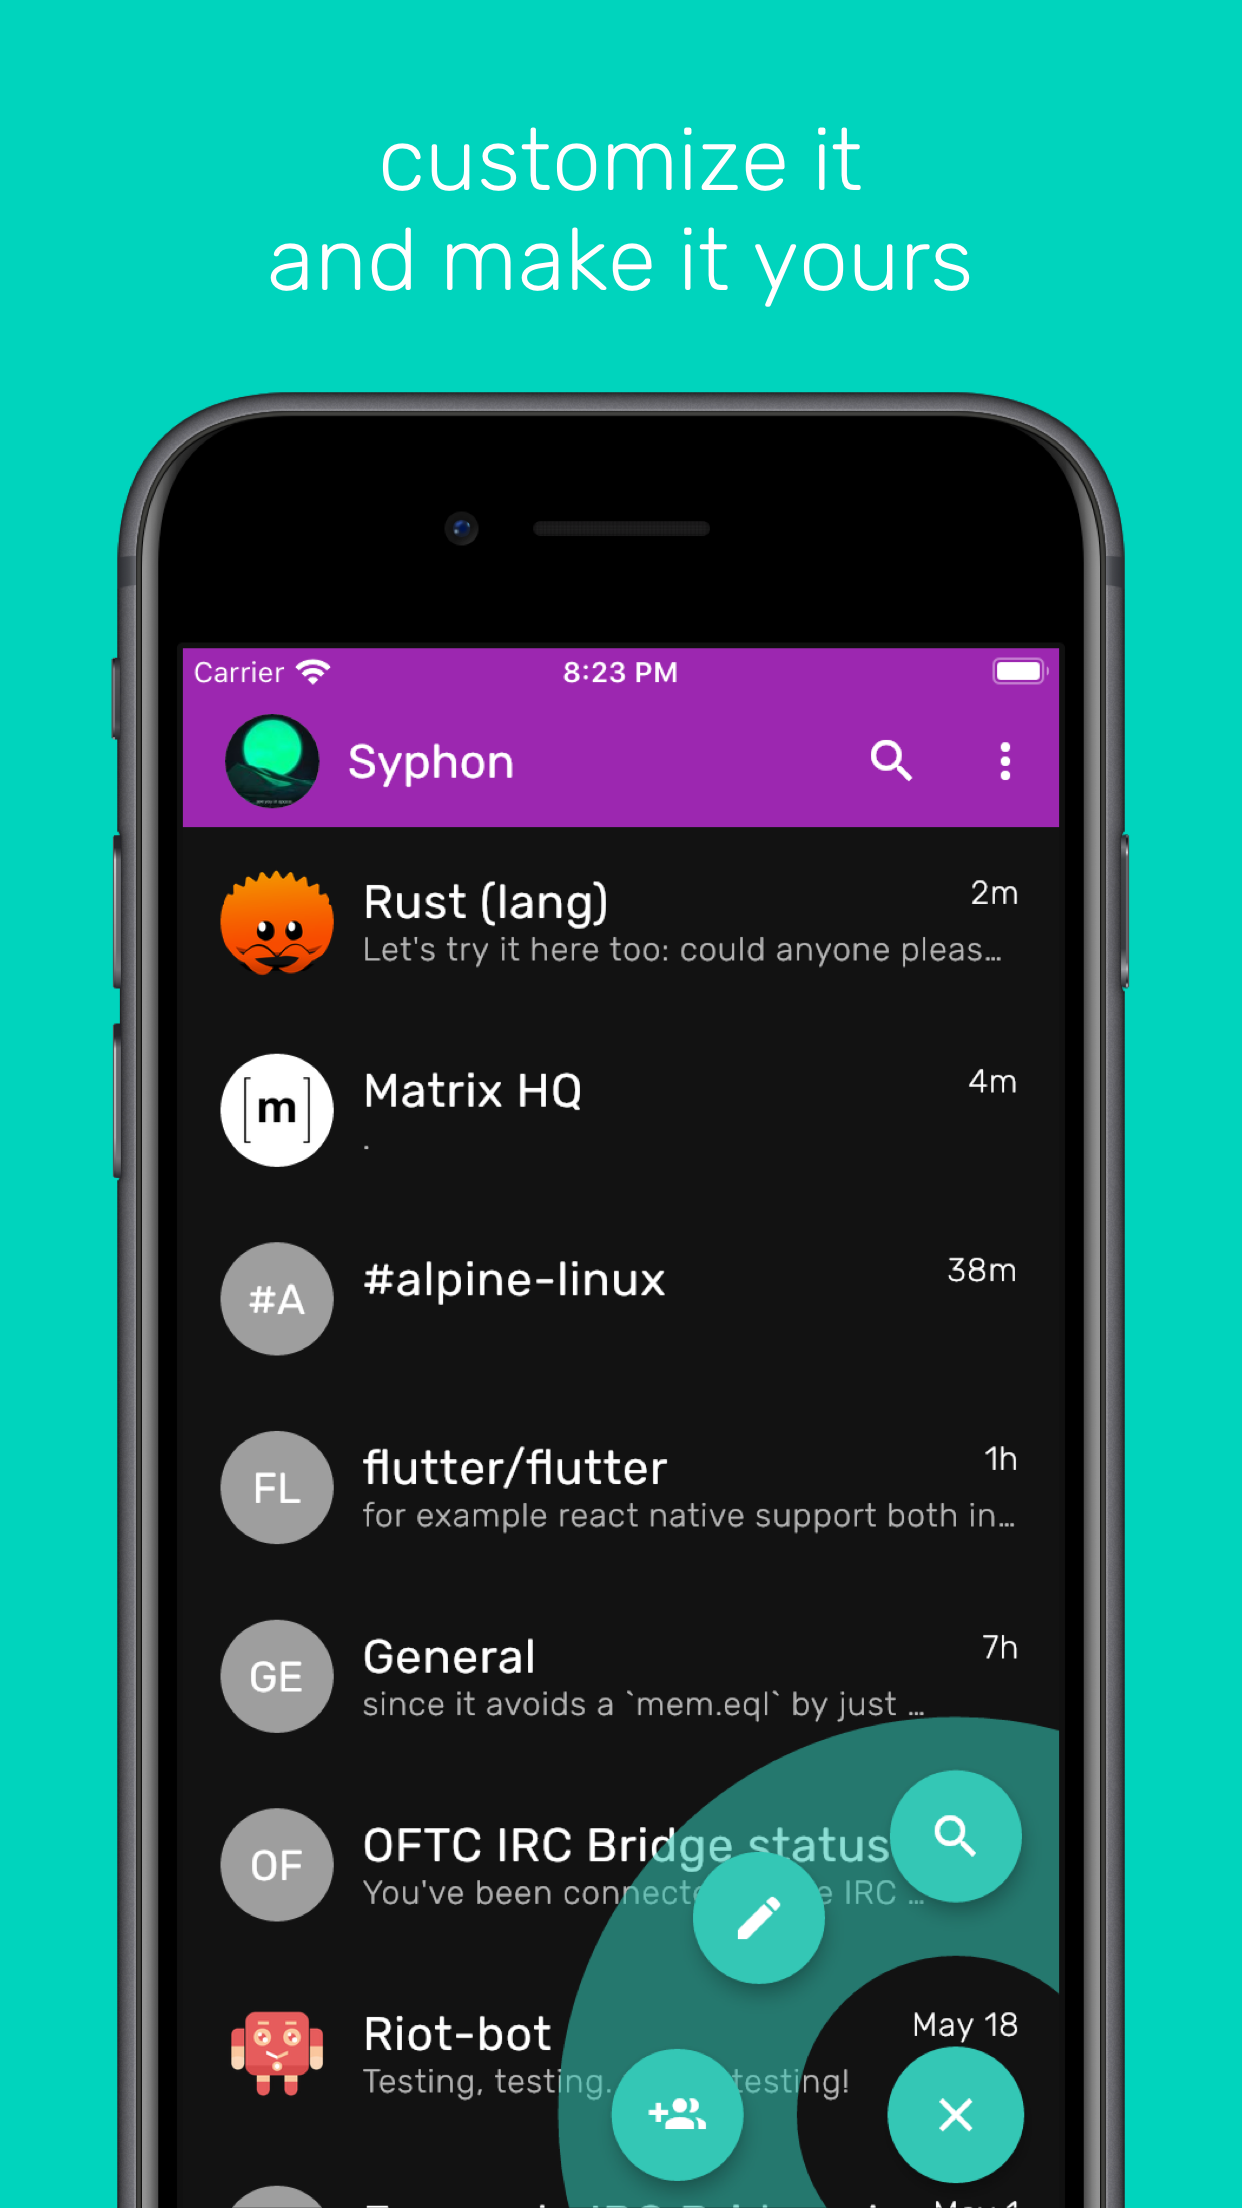 customize it
and make it yours
Carrier
8:23 PM
Syphon
Rust (lang)
2m
Let's try it here too: could anyone pleas...
[m]
Matrix HQ
4m
.
#A
#alpine-linux
38m
FL
flutter/flutter
1h
for example react native support both in...
GE
General
7h
since it avoids a `mem.eql` by just ...
OF
OFTC IRC Bridge status
You've been IRC ...
Riot-bot
May 18
Testing, testing. testing!